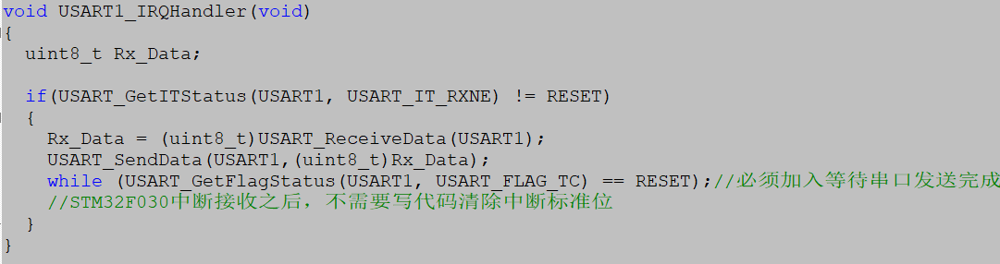 void USART1_IRQHandler(void)
{
  uint8_t Rx_Data;
  if(USART_GetITStatus(USART1, USART_IT_RXNE) != RESET)
  {
    Rx_Data = (uint8_t)USART_ReceiveData(USART1);
    USART_SendData(USART1,(uint8_t)Rx_Data);
    while (USART_GetFlagStatus(USART1, USART_FLAG_TC) == RESET);//必须加入等待串口发送完成
    //STM32F030中断接收之后，不需要写代码清除中断标准位
  }
}